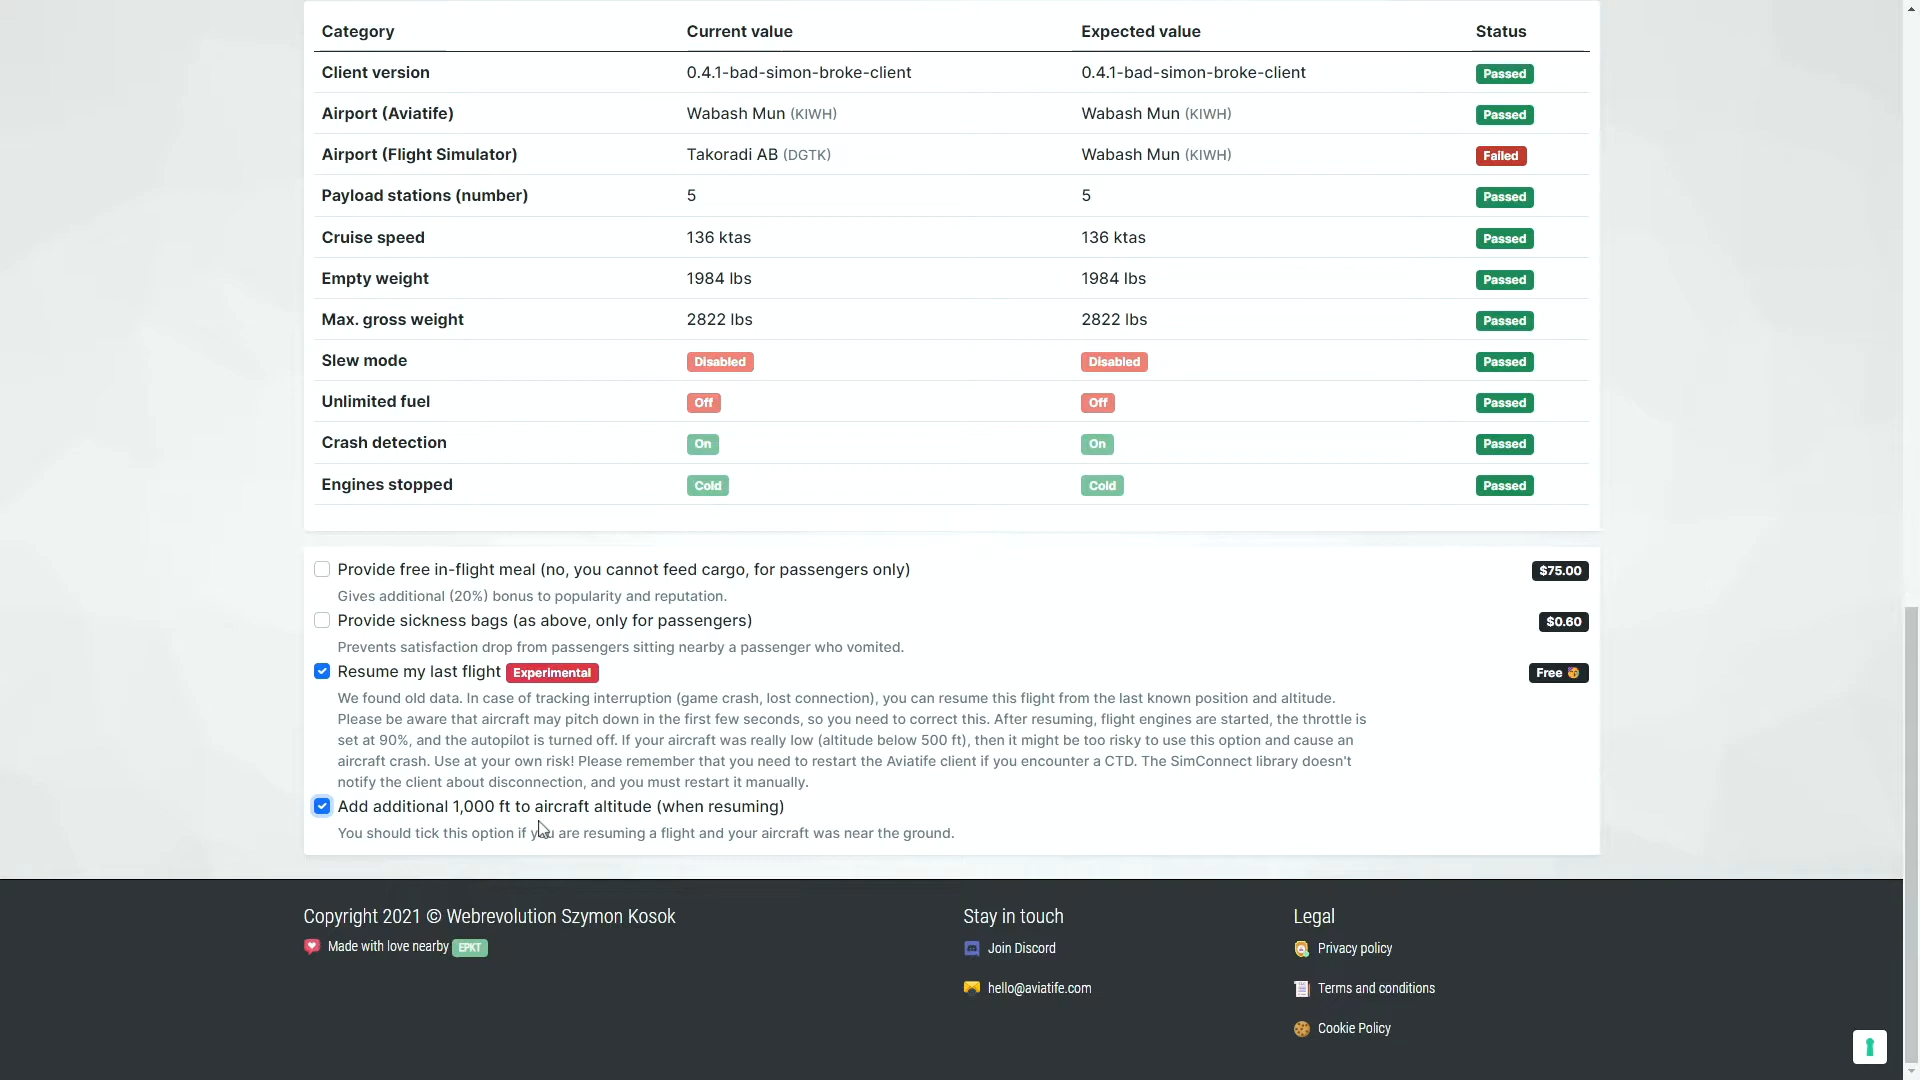 Category Current value Expected value Status
Client version 0.4.1-bad-simon-broke-client 0.4.1-bad-simon-broke-client Passed
Airport (Aviatife) Wabash Mun (KIWH) Wabash Mun (KIWH) Passed
Airport (Flight Simulator) Takoradi AB (DGTK) Wabash Mun (KIWH) Failed
Payload stations (number) 5 5 Passed
Cruise speed 136 ktas 136 ktas Passed
Empty weight 1984 lbs 1984 lbs Passed
Max. gross weight 2822 lbs 2822 lbs Passed
Slew mode Disabled Disabled Passed
Unlimited fuel Off Off Passed
Crash detection On On Passed
Engines stopped Cold Cold Passed
Provide free in-flight meal (no, you cannot feed cargo, for passengers only) $75.00
Gives additional (20%) bonus to popularity and reputation.
Provide sickness bags (as above, only for passengers) $0.60
Prevents satisfaction drop from passengers sitting nearby a passenger who vomited.
Resume my last flight Experimental Free
We found old data. In case of tracking interruption (game crash, lost connection), you can resume this flight from the last known position and altitude.
Please be aware that aircraft may pitch down in the first few seconds, so you need to correct this. After resuming, flight engines are started, the throttle is
set at 90%, and the autopilot is turned off. If your aircraft was really low (altitude below 500 ft), then it might be too risky to use this option and cause an
aircraft crash. Use at your own risk! Please remember that you need to restart the Aviatife client if you encounter a CTD. The SimConnect library doesn't
notify the client about disconnection, and you must restart it manually.
Add additional 1,000 ft to aircraft altitude (when resuming)
You should tick this option if you are resuming a flight and your aircraft was near the ground.
Copyright 2021 © Webrevolution Szymon Kosok
Made with love nearby EPKT
Stay in touch
Join Discord
hello@aviatife.com
Legal
Privacy policy
Terms and conditions
Cookie Policy